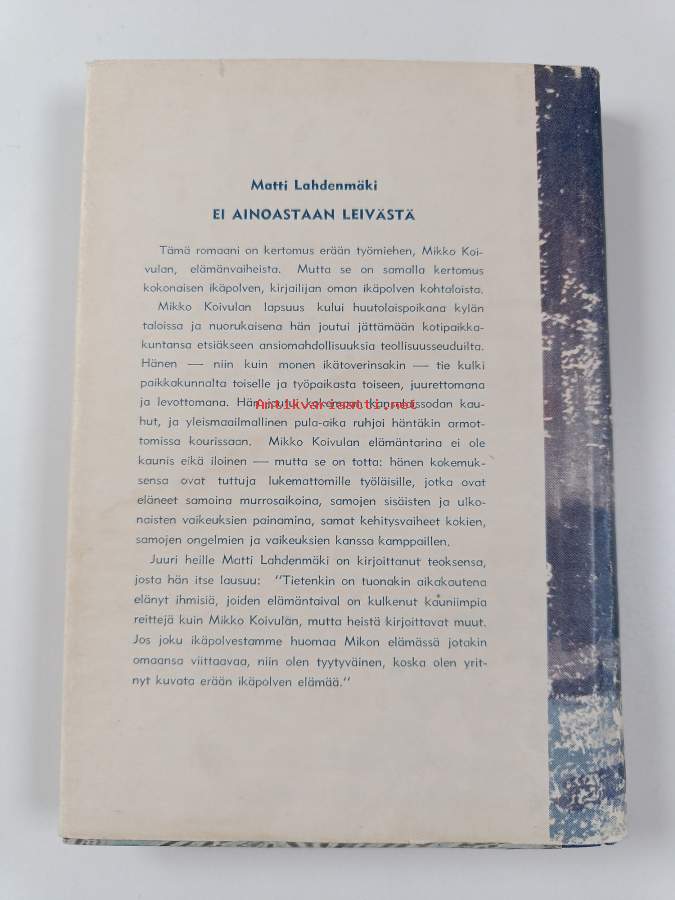 Matti Lahdenmäki
EI AINOASTAAN LEIVÄSTÄ
Tämä romaani on kertomus erään työmiehen, Mikko Koi-
vulan, elämänvaiheista. Mutta se on samalla kertomus
kokonaisen ikäpolven, kirjailijan oman ikäpolven kohtaloista.
Mikko Koivulan lapsuus kului huutolaispoikana kylän
taloissa ja nuorukaisena hän joutui jättämään kotipaikka-
kuntansa etsiäkseen ansiomahdollisuuksia teollisuusseuduilta.
Hänen — niin kuin monen ikätoverinsakin — tie kulki
paikkakunnalta toiselle ja työpaikasta toiseen, juurettomana
ja levottomana. Hän joutui kokemaan kansalaissodan kau-
hut, ja yleismaailmallinen pula-aika ruhjoi häntäkin armot-
tomissa kourissaan. Mikko Koivulan elämäntarina ei ole
kaunis eikä iloinen — mutta se on totta: hänen kokemuk-
sensa ovat tuttuja lukemattomille työläisille, jotka ovat
eläneet samoina murrosaikoina, samojen sisäisten ja ulko-
naisten vaikeuksien painamina, samat kehitysvaiheet kokien,
samojen ongelmien ja vaikeuksien kanssa kamppaillen.
Juuri heille Matti Lahdenmäki on kirjoittanut teoksensa,
josta hän itse lausuu: "Tietenkin on tuonakin aikakautena
elänyt ihmisiä, joiden elämäntaival on kulkenut kauniimpia
reittejä kuin Mikko Koivulan, mutta heistä kirjoittavat muut.
Jos joku ikäpolvestamme huomaa Mikon elämässä jotakin
omaansa viittaavaa, niin olen tyytyväinen, koska olen yrit-
nyt kuvata erään ikäpolven elämää."
Antikvariaatti.net